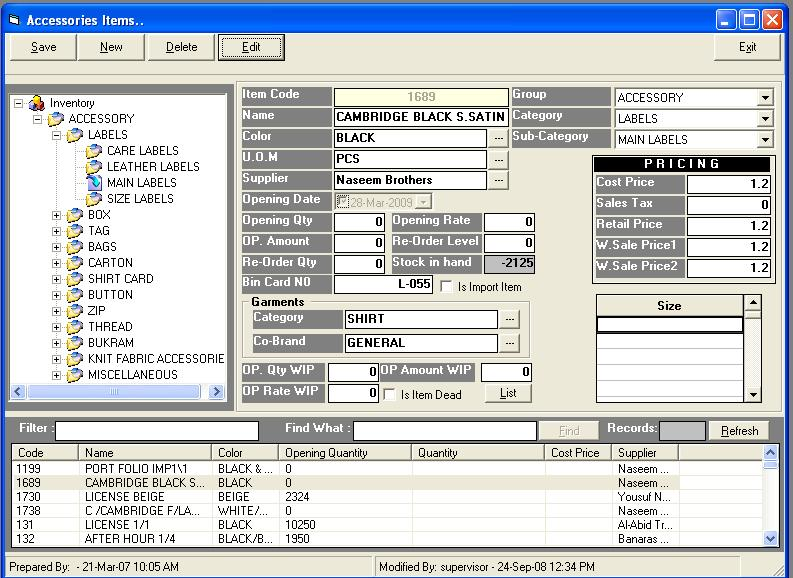 Accessories Items..
Save New Delete Edit Exit
Inventory
ACCESSORY
LABELS
CARE LABELS
LEATHER LABELS
MAIN LABELS
SIZE LABELS
BOX
TAG
BAGS
CARTON
SHIRT CARD
BUTTON
ZIP
THREAD
BUKRAM
KNIT FABRIC ACCESSORIE
MISCELLANEOUS
Item Code 1689 Group ACCESSORY
Name CAMBRIDGE BLACK S.SATIN Category LABELS
Color BLACK ... Sub-Category MAIN LABELS
U.O.M PCS ...
Supplier Naseem Brothers ...
Opening Date 28-Mar-2009
Opening Qty 0 Opening Rate 0
OP. Amount 0 Re-Order Level 0
Re-Order Qty 0 Stock in hand -2125
Bin Card N0 L-055 Is Import Item
PRICING
Cost Price 1.2
Sales Tax 0
Retail Price 1.2
W.Sale Price1 1.2
W.Sale Price2 1.2
Garments
Category SHIRT ...
Co-Brand GENERAL ...
Size
OP. Qty WIP 0 OP Amount WIP 0
OP Rate WIP 0 Is Item Dead List
Filter : Find What : Find Records: Refresh
Code Name Color Opening Quantity Quantity Cost Price Supplier
1199 PORT FOLIO IMP1\1 BLACK & ... 0 Naseem ...
1689 CAMBRIDGE BLACK S... BLACK 0 Naseem ...
1730 LICENSE BEIGE BEIGE 2324 Yousuf N...
1738 C /CAMBRIDGE F/LA... WHITE/... 0 Naseem ...
131 LICENSE 1/1 BLACK 10250 Al-Abid Tr...
132 AFTER HOUR 1/4 BLACK/B... 1950 Banaras ...
Prepared By: - 21-Mar-07 10:05 AM Modified By: supervisor - 24-Sep-08 12:34 PM